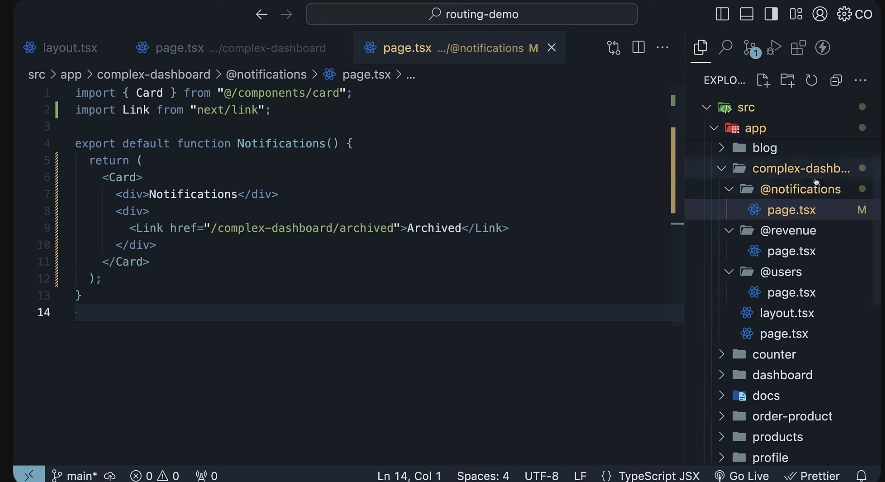 routing-demo
CO
layout.tsx
page.tsx .../complex-dashboard
page.tsx .../@notifications M
src > app > complex-dashboard > @notifications > page.tsx > ...
1 import { Card } from "@/components/card";
2 import Link from "next/link";
3
4 export default function Notifications() {
5 return (
6 <Card>
7 <div>Notifications</div>
8 <div>
9 <Link href="/complex-dashboard/archived">Archived</Link>
10 </div>
11 </Card>
12 );
13 }
14
1
EXPLO...
src
app
blog
complex-dashb...
@notifications
page.tsx M
@revenue
page.tsx
@users
page.tsx
layout.tsx
page.tsx
counter
dashboard
docs
order-product
products
profile
main* 0 0 0 Ln 14, Col 1 Spaces: 4 UTF-8 LF {} TypeScript JSX Go Live Prettier